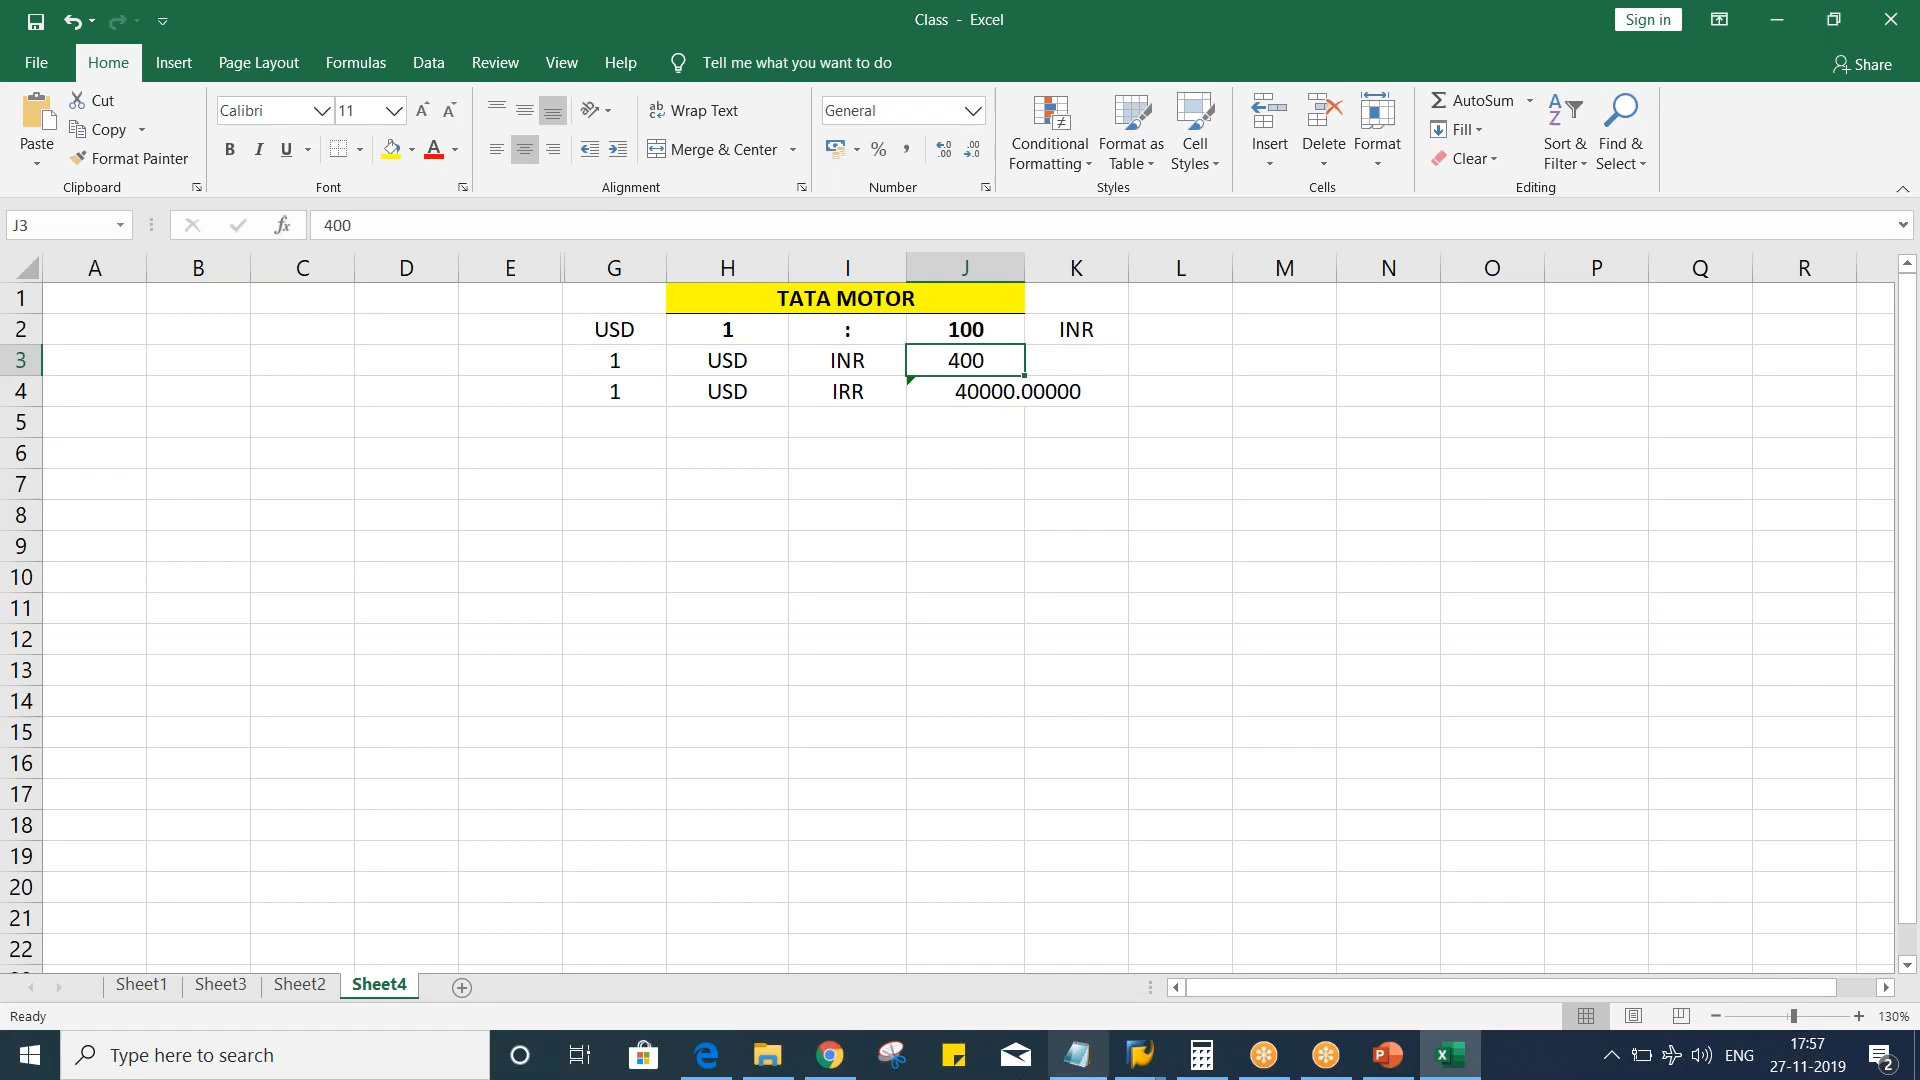 Class - Excel
Sign in
File Home Insert Page Layout Formulas Data Review View Help Tell me what you want to do
Share
Paste
Cut
Copy
Format Painter
Clipboard
Calibri 11
B I U
Font
Wrap Text
Merge & Center
Alignment
General
% ,
Number
Conditional Formatting
Format as Table
Cell Styles
Styles
Insert Delete Format
Cells
AutoSum
Fill
Clear
Sort & Filter
Find & Select
Editing
J3 fx 400
A B C D E G H I J K L M N O P Q R
1 TATA MOTOR
2 USD 1 : 100 INR
3 1 USD INR 400
4 1 USD IRR 40000.00000
5
6
7
8
9
10
11
12
13
14
15
16
17
18
19
20
21
22
Sheet1 Sheet3 Sheet2 Sheet4
Ready
130%
Type here to search
ENG
17:57
27-11-2019
2